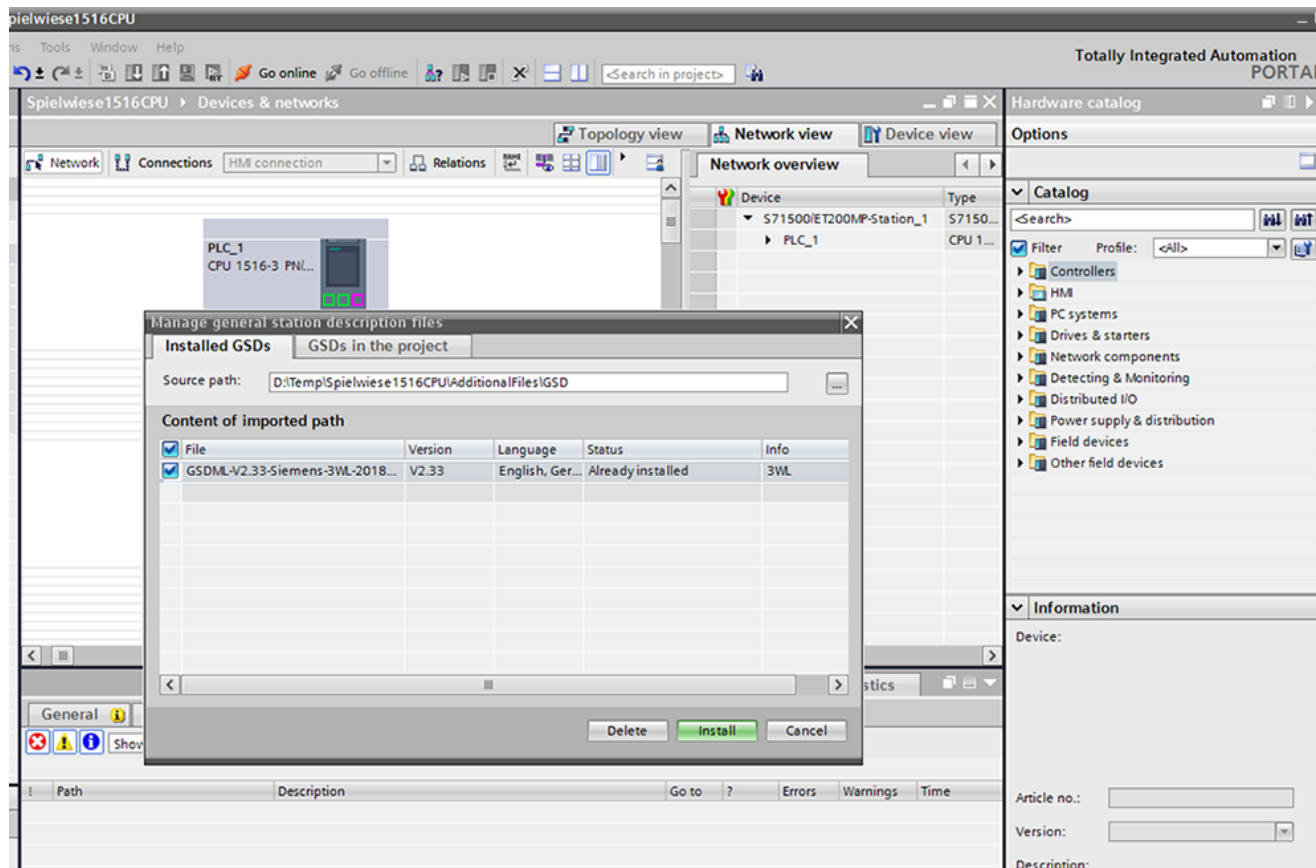 pielwiese1516CPU
ns Tools Window Help
Totally Integrated Automation
PORTAL
Go online Go offline <Search in project>
Spielwiese1516CPU Devices & networks
Hardware catalog
Topology view Network view Device view
Options
Network Connections HMI connection Relations
Network overview
Catalog
Device Type
<Search>
S71500/ET200MP-Station_1 S7150...
PLC_1 CPU 1...
Filter Profile: <All>
PLC_1
CPU 1516-3 PN/...
Controllers
HMI
PC systems
Drives & starters
Network components
Detecting & Monitoring
Distributed I/O
Power supply & distribution
Field devices
Other field devices
Manage general station description files
Installed GSDs GSDs in the project
Source path: D:\Temp\Spielwiese1516CPU\AdditionalFiles\GSD ...
Content of imported path
File Version Language Status Info
GSDML-V2.33-Siemens-3WL-2018... V2.33 English, Ger... Already installed 3WL
Delete Install Cancel
Information
Device:
stics
General
Show
! Path Description Go to ? Errors Warnings Time
Article no.:
Version:
Description: